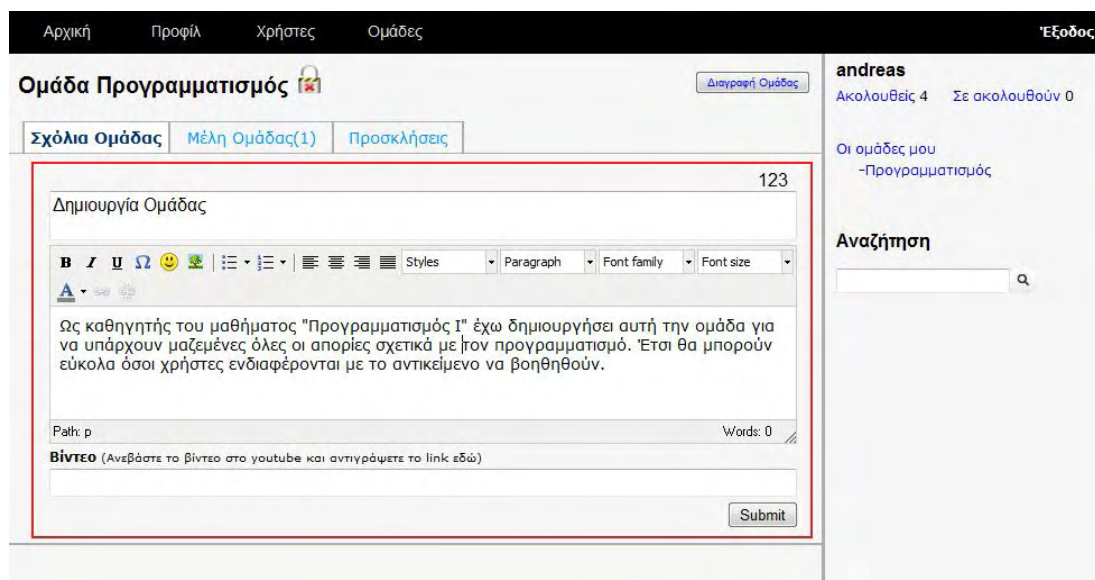 Αρχική Προφίλ Χρήστες Ομάδες Έξοδος
Ομάδα Προγραμματισμός
Διαγραφή Ομάδας
Σχόλια Ομάδας Μέλη Ομάδας(1) Προσκλήσεις
123
Δημιουργία Ομάδας
B I U Ω Styles Paragraph Font family Font size
A
Ως καθηγητής του μαθήματος "Προγραμματισμός Ι" έχω δημιουργήσει αυτή την ομάδα για
να υπάρχουν μαζεμένες όλες οι απορίες σχετικά με τον προγραμματισμό. Έτσι θα μπορούν
εύκολα όσοι χρήστες ενδιαφέρονται με το αντικείμενο να βοηθηθούν.
Path: p Words: 0
Βίντεο (Ανεβάστε το βίντεο στο youtube και αντιγράψετε το link εδώ)
Submit
andreas
Ακολουθείς 4 Σε ακολουθούν 0
Οι ομάδες μου
-Προγραμματισμός
Αναζήτηση